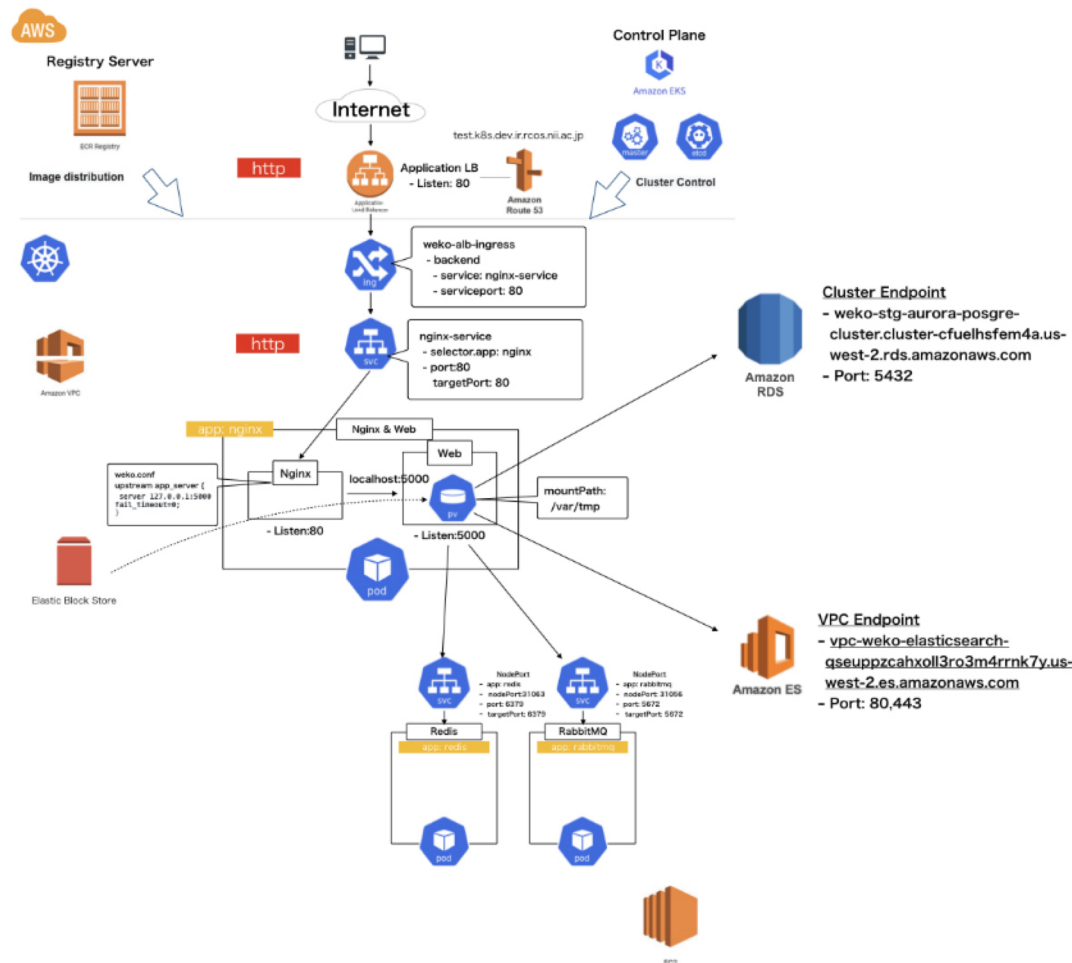 AWS
Registry Server
ECR Registry
Image distribution
Internet
http
Application LB
- Listen: 80
Application
Load Balancer
test.k8s.dev.ir.rcos.nii.ac.jp
Amazon
Route 53
Control Plane
Amazon EKS
master
etcd
Cluster Control
ing
weko-alb-ingress
- backend
- service: nginx-service
- serviceport: 80
http
svc
nginx-service
- selector.app: nginx
- port:80
targetPort: 80
Amazon VPC
app: nginx
Nginx & Web
Nginx
- Listen:80
localhost:5000
Web
pv
- Listen:5000
weko.conf
upstream app_server {
server 127.0.0.1:5000
fail_timeout=0;
}
mountPath:
/var/tmp
pod
Elastic Block Store
Amazon
RDS
Cluster Endpoint
- weko-stg-aurora-posgre-
cluster.cluster-cfuelhsfem4a.us-
west-2.rds.amazonaws.com
- Port: 5432
Amazon ES
VPC Endpoint
- vpc-weko-elasticsearch-
qseuppzcahxoll3ro3m4rrnk7y.us-
west-2.es.amazonaws.com
- Port: 80,443
svc
NodePort
- app: redis
- nodePort:31063
- port: 6379
- targetPort: 6379
svc
NodePort
- app: rabbitmq
- nodePort: 31056
- port: 5672
- targetPort: 5672
Redis
app: redis
pod
RabbitMQ
app: rabbitmq
pod